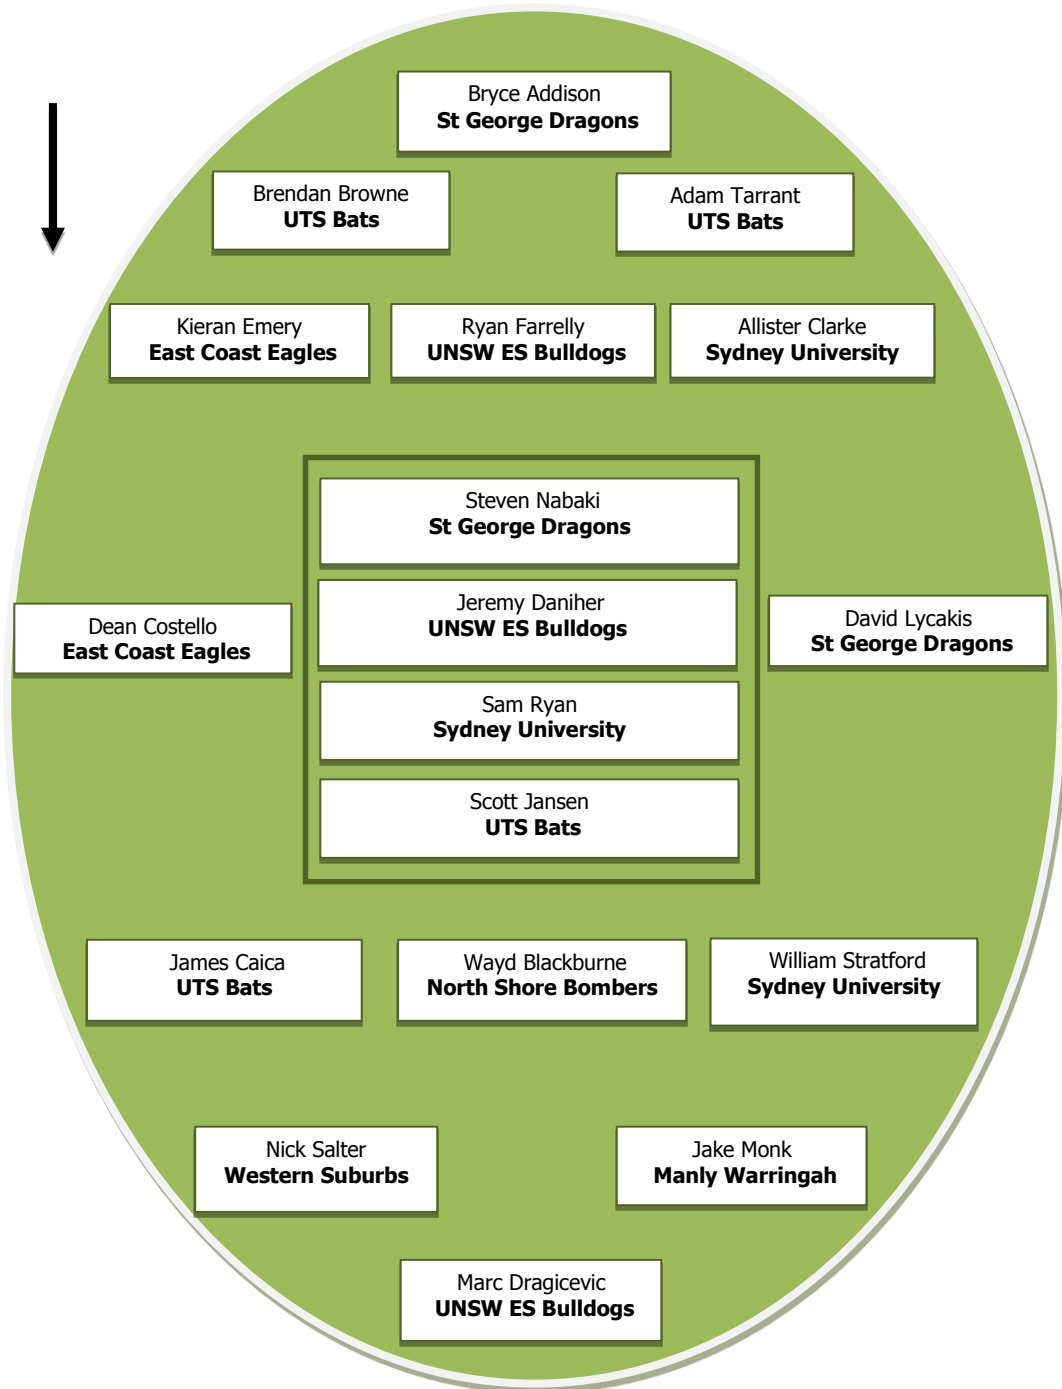 Bryce Addison
St George Dragons
Brendan Browne
UTS Bats
Adam Tarrant
UTS Bats
Kieran Emery
East Coast Eagles
Ryan Farrelly
UNSW ES Bulldogs
Allister Clarke
Sydney University
Steven Nabaki
St George Dragons
Jeremy Daniher
UNSW ES Bulldogs
Dean Costello
East Coast Eagles
David Lycakis
St George Dragons
Sam Ryan
Sydney University
Scott Jansen
UTS Bats
James Caica
UTS Bats
Wayd Blackburne
North Shore Bombers
William Stratford
Sydney University
Nick Salter
Western Suburbs
Jake Monk
Manly Warringah
Marc Dragicevic
UNSW ES Bulldogs